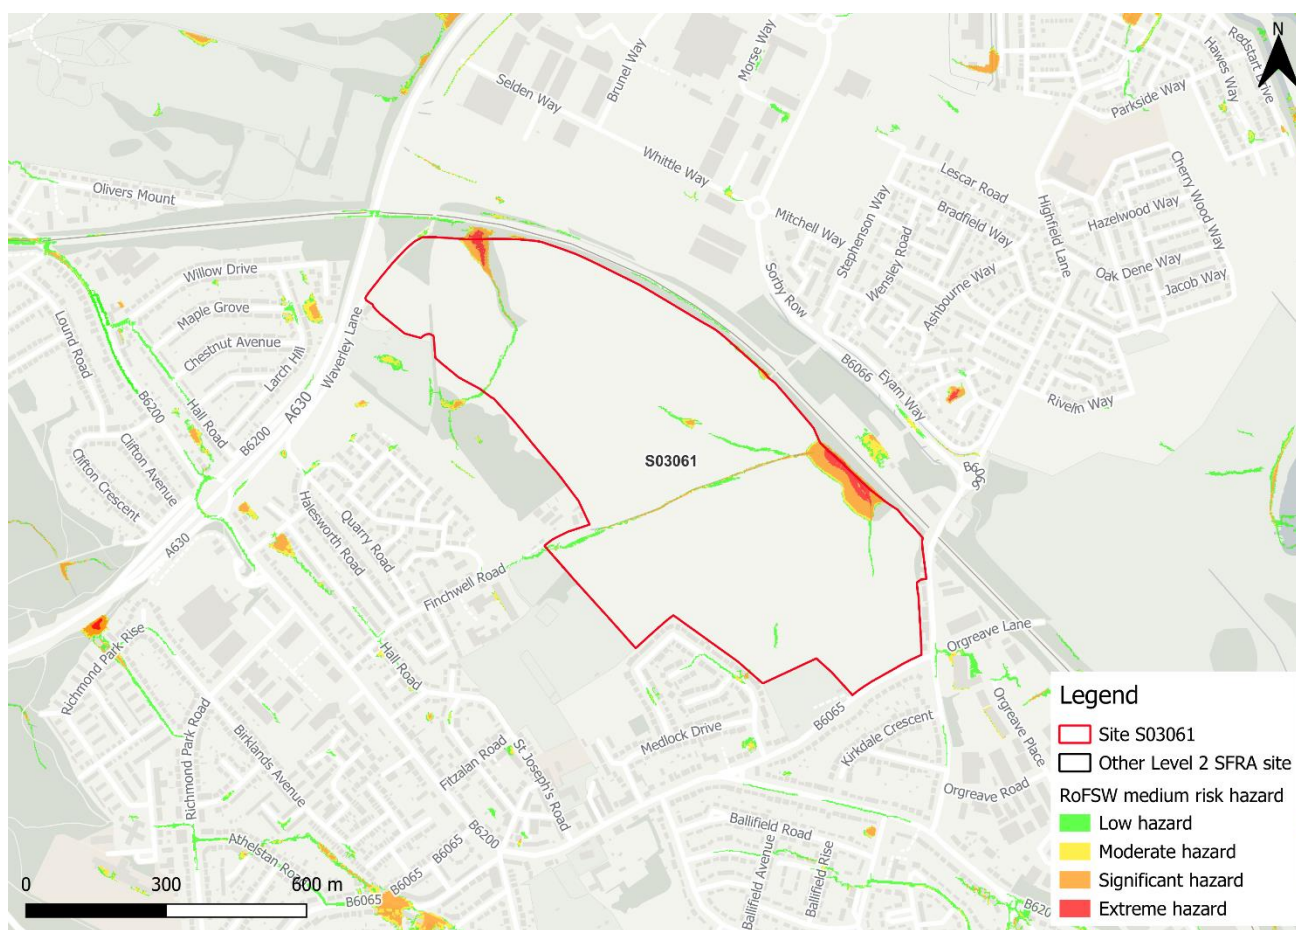 N
Redstart Drive
Hawes Way
Parkside Way
Morse Way
Brunel Way
Selden Way
Whittle Way
Cherry Wood Way
Lescar Road
Olivers Mount
Bradfield Way
Highfield Lane
Hazelwood Way
Stephenson Way
Mitchell Way
Wensley Road
Oak Dene Way
Jacob Way
Willow Drive
Sorby Row
Ashbourne Way
Maple Grove
Lound Road
Chestnut Avenue
Waverley Lane
Larch Hill
B6066
Eyam Way
Rivelin Way
B6200
A630
Hall Road
B6200
Clifton Avenue
Clifton Crescent
S03061
B6066
Quarry Road
Halesworth Road
A630
Finchwell Road
Richmond Park Rise
Hall Road
Orgreave Lane
Richmond Park Road
Birklands Avenue
Medlock Drive
B6065
Kirkdale Crescent
Orgreave Place
Fitzalan Road
St Joseph's Road
Orgreave Road
Athelstan Road
B6065
B6200
B6065
Ballifield Road
Ballifield Avenue
Ballifield Rise
B620
Legend
Site S03061
Other Level 2 SFRA site
RoFSW medium risk hazard
Low hazard
Moderate hazard
Significant hazard
Extreme hazard
0 300 600 m